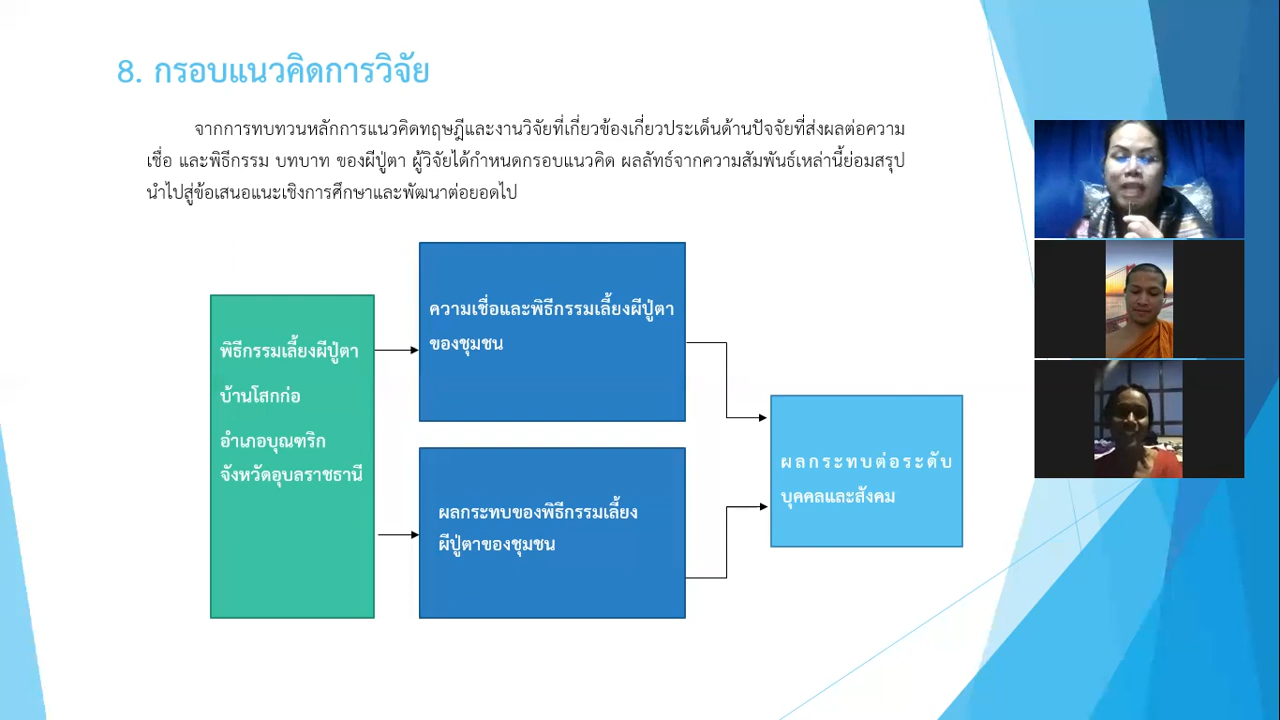 8. กรอบแนวคิดการวิจัย
จากการทบทวนหลักการแนวคิดทฤษฎีและงานวิจัยที่เกี่ยวข้องเกี่ยวประเด็นด้านปัจจัยที่ส่งผลต่อความ
เชื่อ และพิธีกรรม บทบาท ของผีปู่ตา ผู้วิจัยได้กำหนดกรอบแนวคิด ผลลัทธ์จากความสัมพันธ์เหล่านี้ย่อมสรุป
นำไปสู่ข้อเสนอแนะเชิงการศึกษาและพัฒนาต่อยอดไป
พิธีกรรมเลี้ยงผีปู่ตา
บ้านโสกก่อ
อำเภอบุณฑริก
จังหวัดอุบลราชธานี
ความเชื่อและพิธีกรรมเลี้ยงผีปู่ตา
ของชุมชน
ผลกระทบของพิธีกรรมเลี้ยง
ผีปู่ตาของชุมชน
ผลกระทบต่อระดับ
บุคคลและสังคม